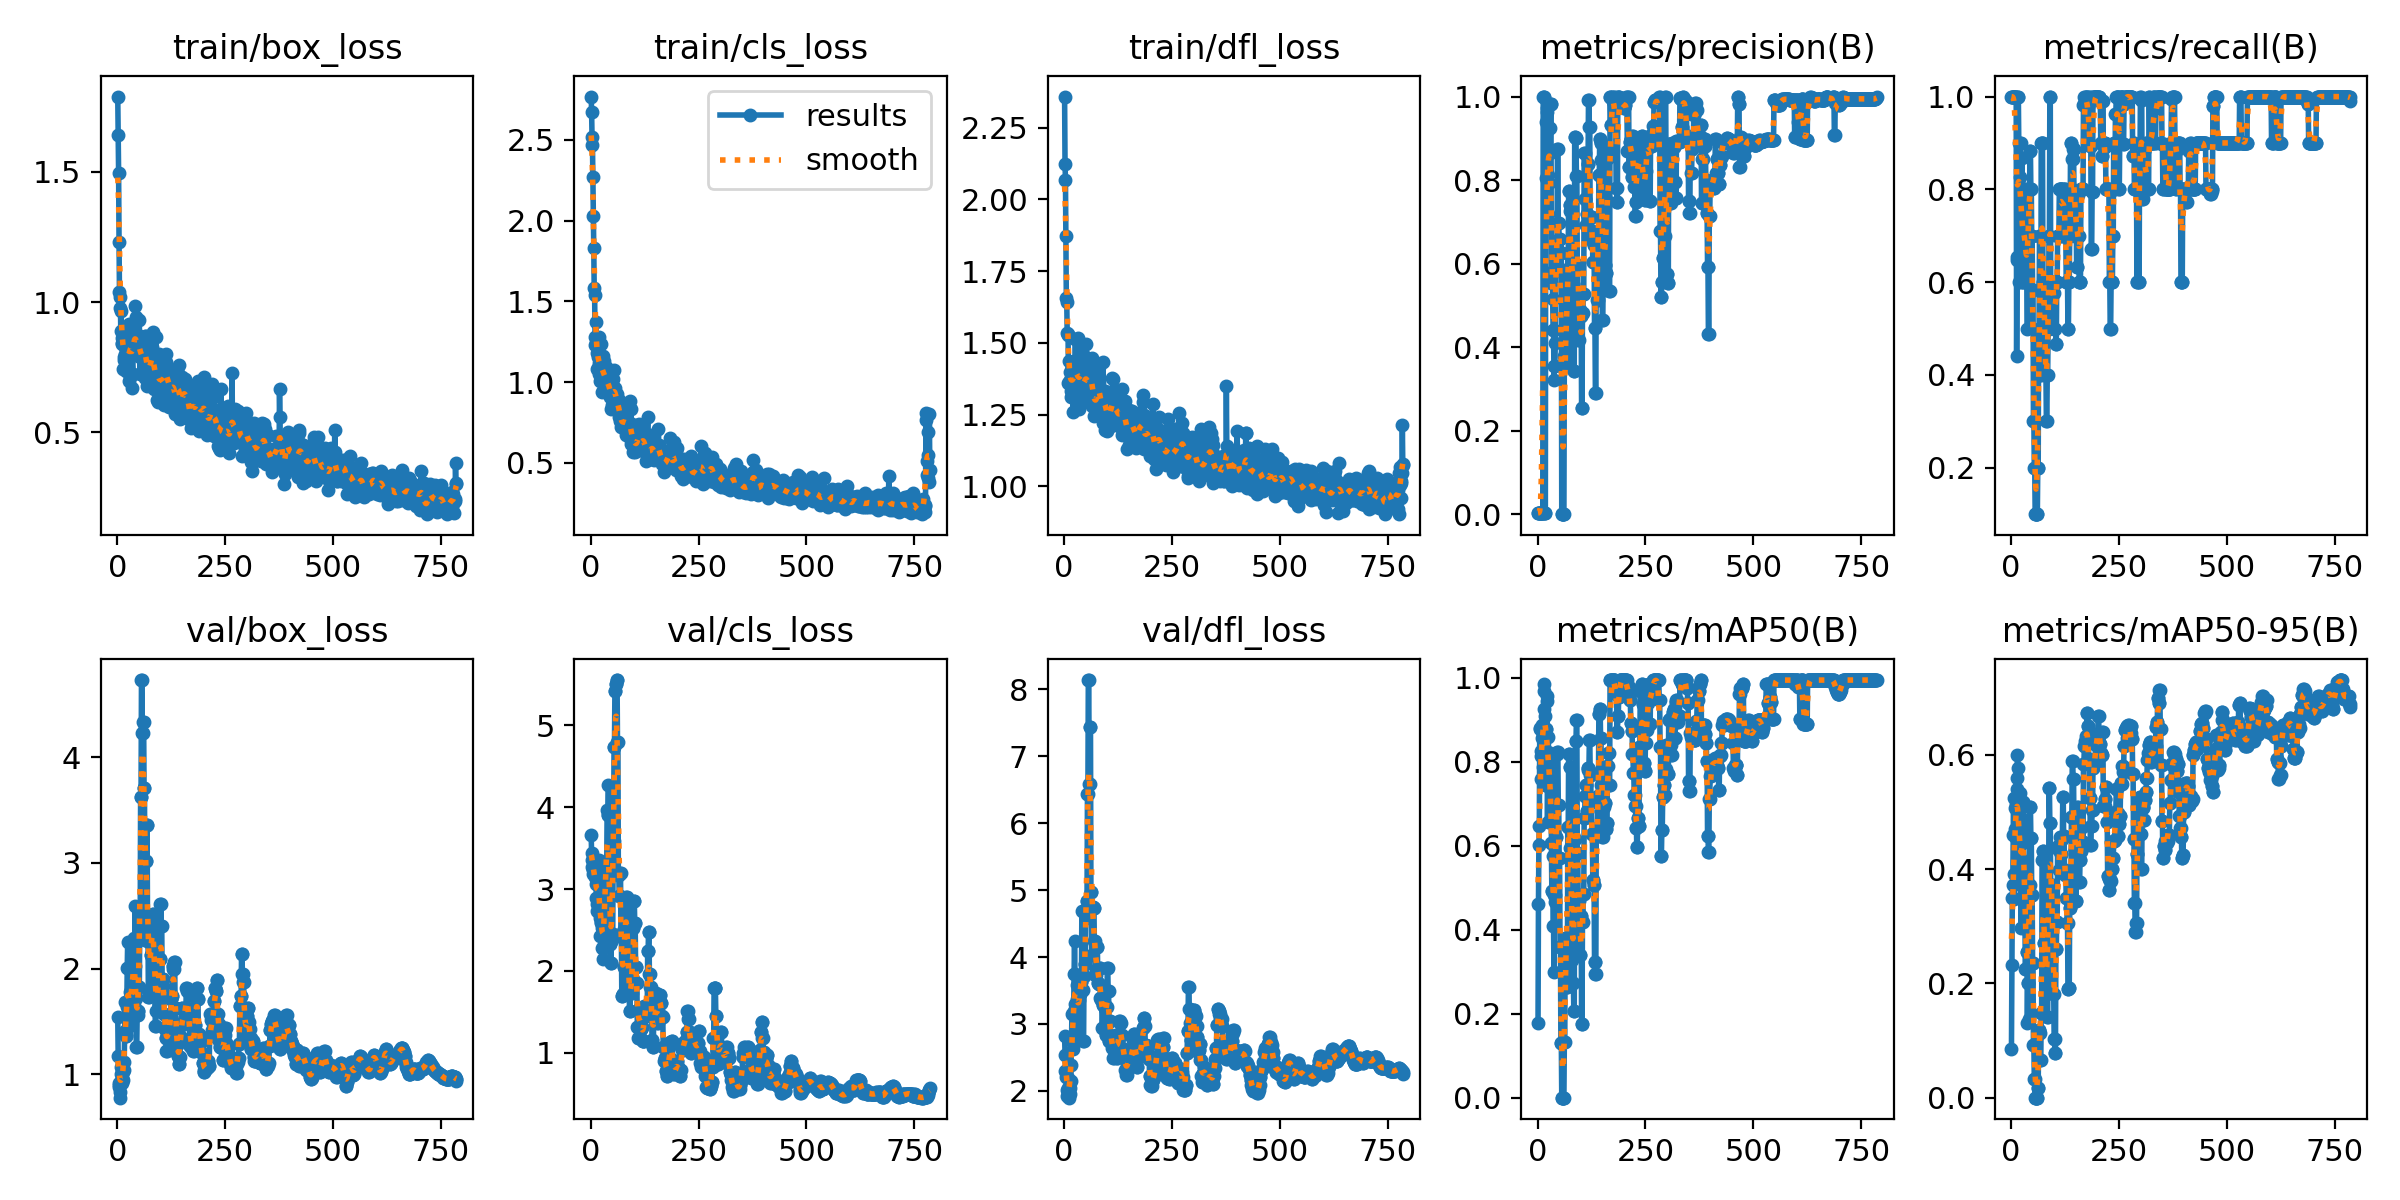 train/box_loss
train/cls_loss
train/dfl_loss
metrics/precision(B)
metrics/recall(B)
1.5
1.0
0.5
0 250 500 750
2.5
2.0
1.5
1.0
0.5
results
smooth
0 250 500 750
2.25
2.00
1.75
1.50
1.25
1.00
0 250 500 750
1.0
0.8
0.6
0.4
0.2
0.0
0 250 500 750
1.0
0.8
0.6
0.4
0.2
0 250 500 750
val/box_loss
val/cls_loss
val/dfl_loss
metrics/mAP50(B)
metrics/mAP50-95(B)
4
3
2
1
0 250 500 750
5
4
3
2
1
0 250 500 750
8
7
6
5
4
3
2
0 250 500 750
1.0
0.8
0.6
0.4
0.2
0.0
0 250 500 750
0.6
0.4
0.2
0.0
0 250 500 750